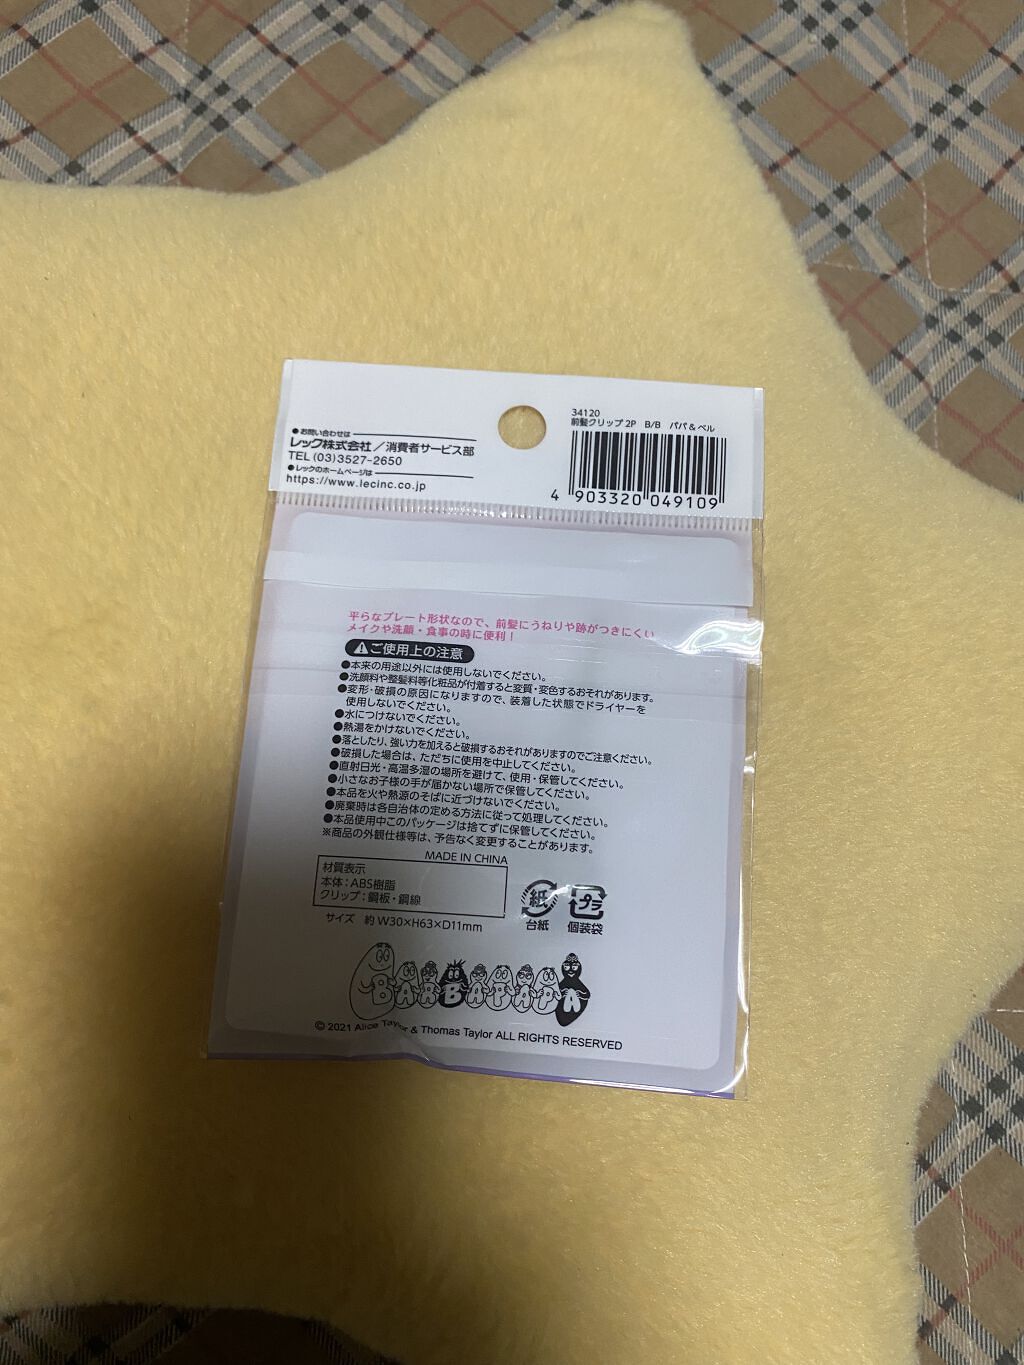 ●お問い合わせは
レック株式会社/消費者サービス部
TEL (03)3527-2650
●レックのホームページは
https://www.lecinc.co.jp
34120
前髪クリップ 2P B/B パパ&ベル
4 903320 049109
平らなプレート形状なので、前髪にうねりや跡がつきにくい
メイクや洗顔・食事の時に便利!
⚠ご使用上の注意
●本来の用途以外には使用しないでください。
●洗顔料や整髪料等化粧品が付着すると変質・変色するおそれがあります。
●変形・破損の原因になりますので、装着した状態でドライヤーを
使用しないでください。
●水につけないでください。
●熱湯をかけないでください。
●落としたり、強い力を加えると破損するおそれがありますのでご注意ください。
●破損した場合は、ただちに使用を中止してください。
●直射日光・高温多湿の場所を避けて、使用・保管してください。
●小さなお子様の手が届かない場所で保管してください。
●本品を火や熱源のそばに近づけないでください。
●廃棄時は各自治体の定める方法に従って処理してください。
●本品使用中このパッケージは捨てずに保管してください。
※商品の外観仕様等は、予告なく変更することがあります。
MADE IN CHINA
材質表示
本体:ABS樹脂
クリップ:鋼板・鋼線
サイズ 約 W30×H63×D11mm
紙
台紙
プラ
個装袋
BARBAPAPA
© 2021 Alice Taylor & Thomas Taylor ALL RIGHTS RESERVED